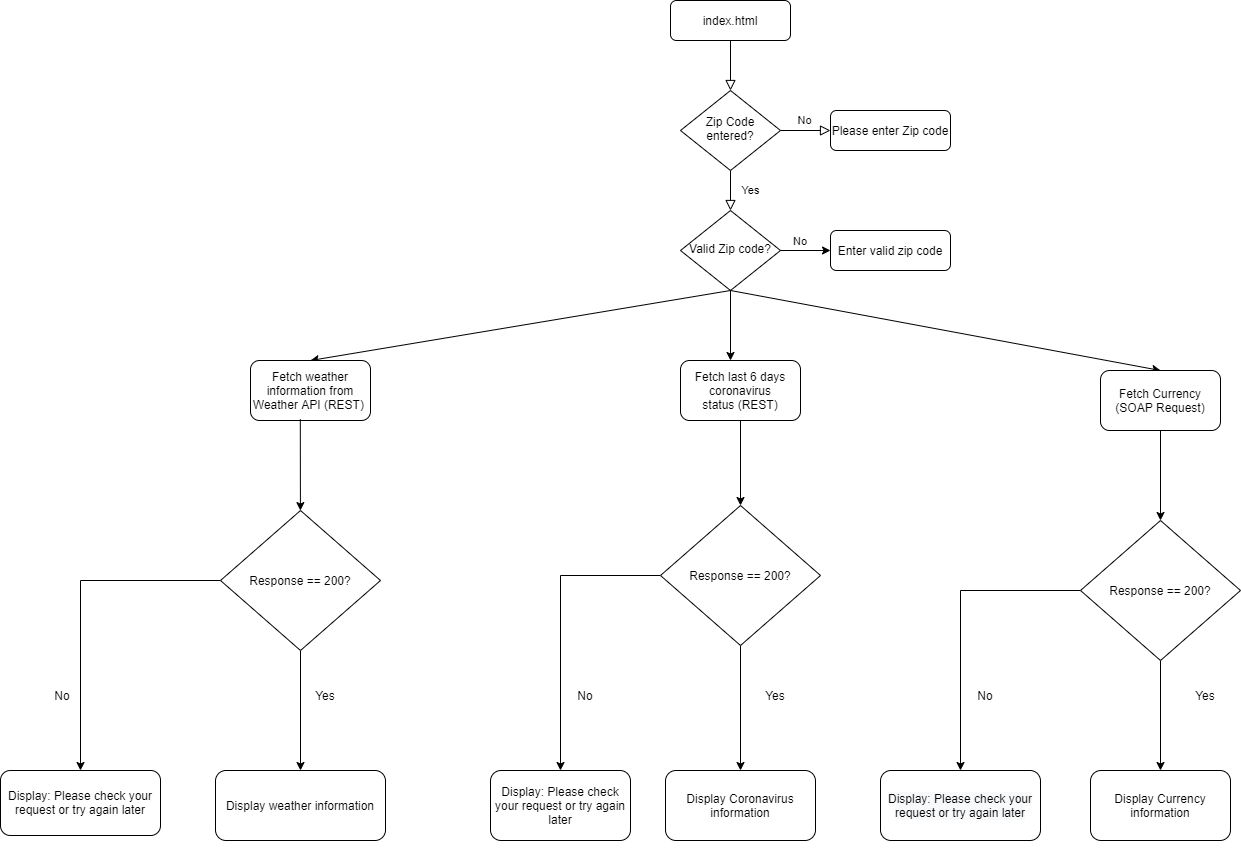 index.html
Zip Code
entered?
No
Please enter Zip code
Yes
Valid Zip code?
No
Enter valid zip code
Fetch weather
information from
Weather API (REST)
Fetch last 6 days
coronavirus
status (REST)
Fetch Currency
(SOAP Request)
Response == 200?
Response == 200?
Response == 200?
No
Yes
No
Yes
No
Yes
Display: Please check your
request or try again later
Display weather information
Display: Please check
your request or try again
later
Display Coronavirus
information
Display: Please check your
request or try again later
Display Currency
information